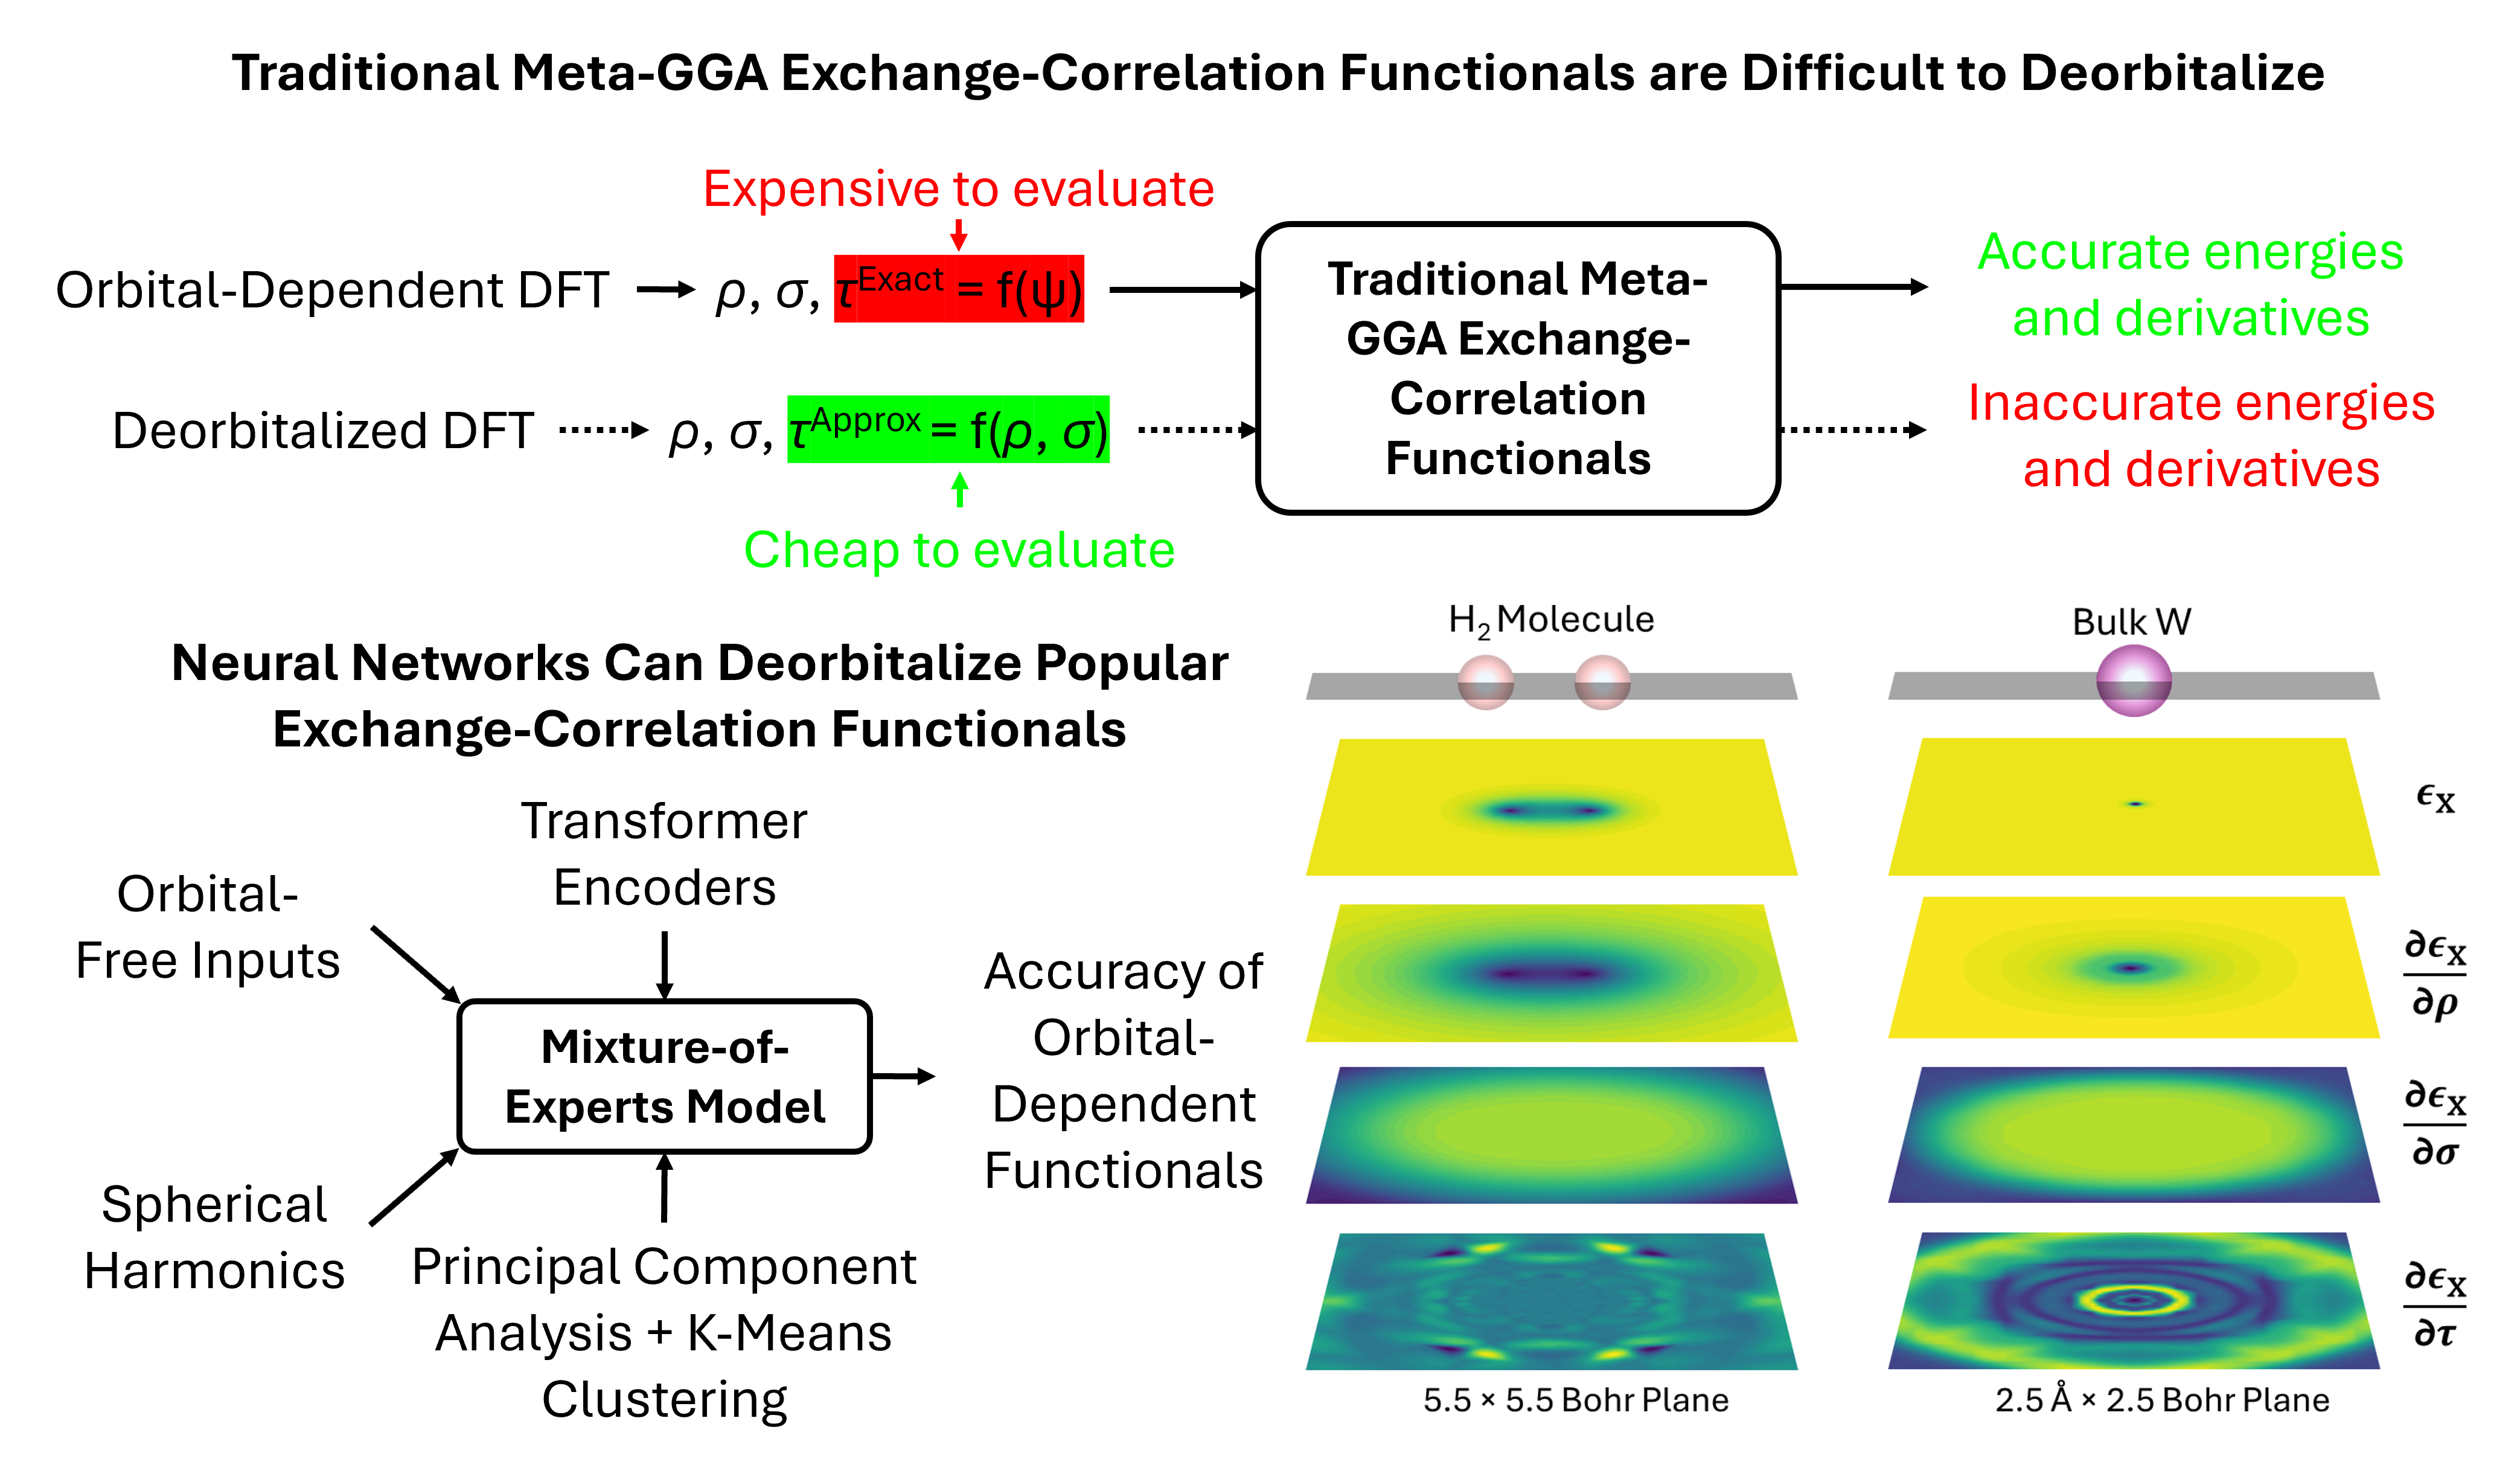 Traditional Meta-GGA Exchange-Correlation Functionals are Difficult to Deorbitalize
Expensive to evaluate
Orbital-Dependent DFT
ρ, σ, τ^Exact = f(ψ)
Deorbitalized DFT
ρ, σ, τ^Approx = f(ρ, σ)
Cheap to evaluate
Traditional Meta-
GGA Exchange-
Correlation
Functionals
Accurate energies
and derivatives
Inaccurate energies
and derivatives
Neural Networks Can Deorbitalize Popular
Exchange-Correlation Functionals
Orbital-
Free Inputs
Transformer
Encoders
Mixture-of-
Experts Model
Spherical
Harmonics
Principal Component
Analysis + K-Means
Clustering
Accuracy of
Orbital-
Dependent
Functionals
H₂ Molecule
Bulk W
ϵ_X
∂ϵ_X
∂ρ
∂ϵ_X
∂σ
∂ϵ_X
∂τ
5.5 × 5.5 Bohr Plane
2.5 Å × 2.5 Bohr Plane